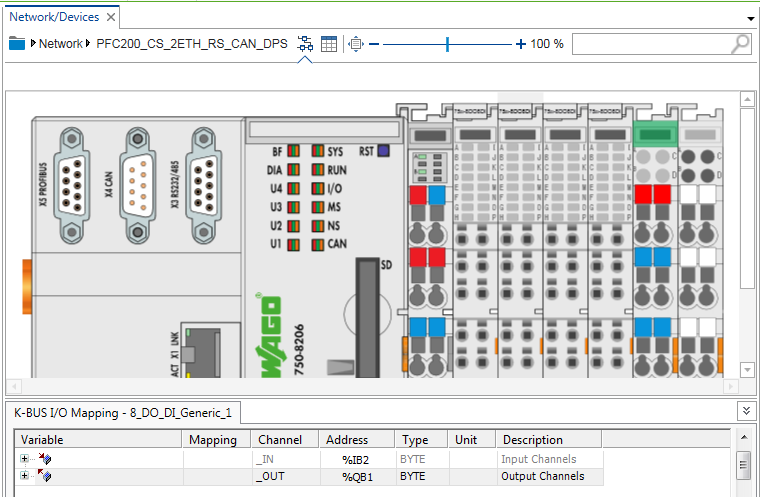 Network/Devices
Network PFC200_CS_2ETH_RS_CAN_DPS 100 %
X5 PROFIBUS
X4 CAN
X3 RS232/485
BF SYS RST
DIA RUN
U4 I/O
U3 MS
U2 NS
U1 CAN
SD
WAGO
750-8206
ACT X1 LNK
K-BUS I/O Mapping - 8_DO_DI_Generic_1
Variable Mapping Channel Address Type Unit Description
_IN %IB2 BYTE Input Channels
_OUT %QB1 BYTE Output Channels